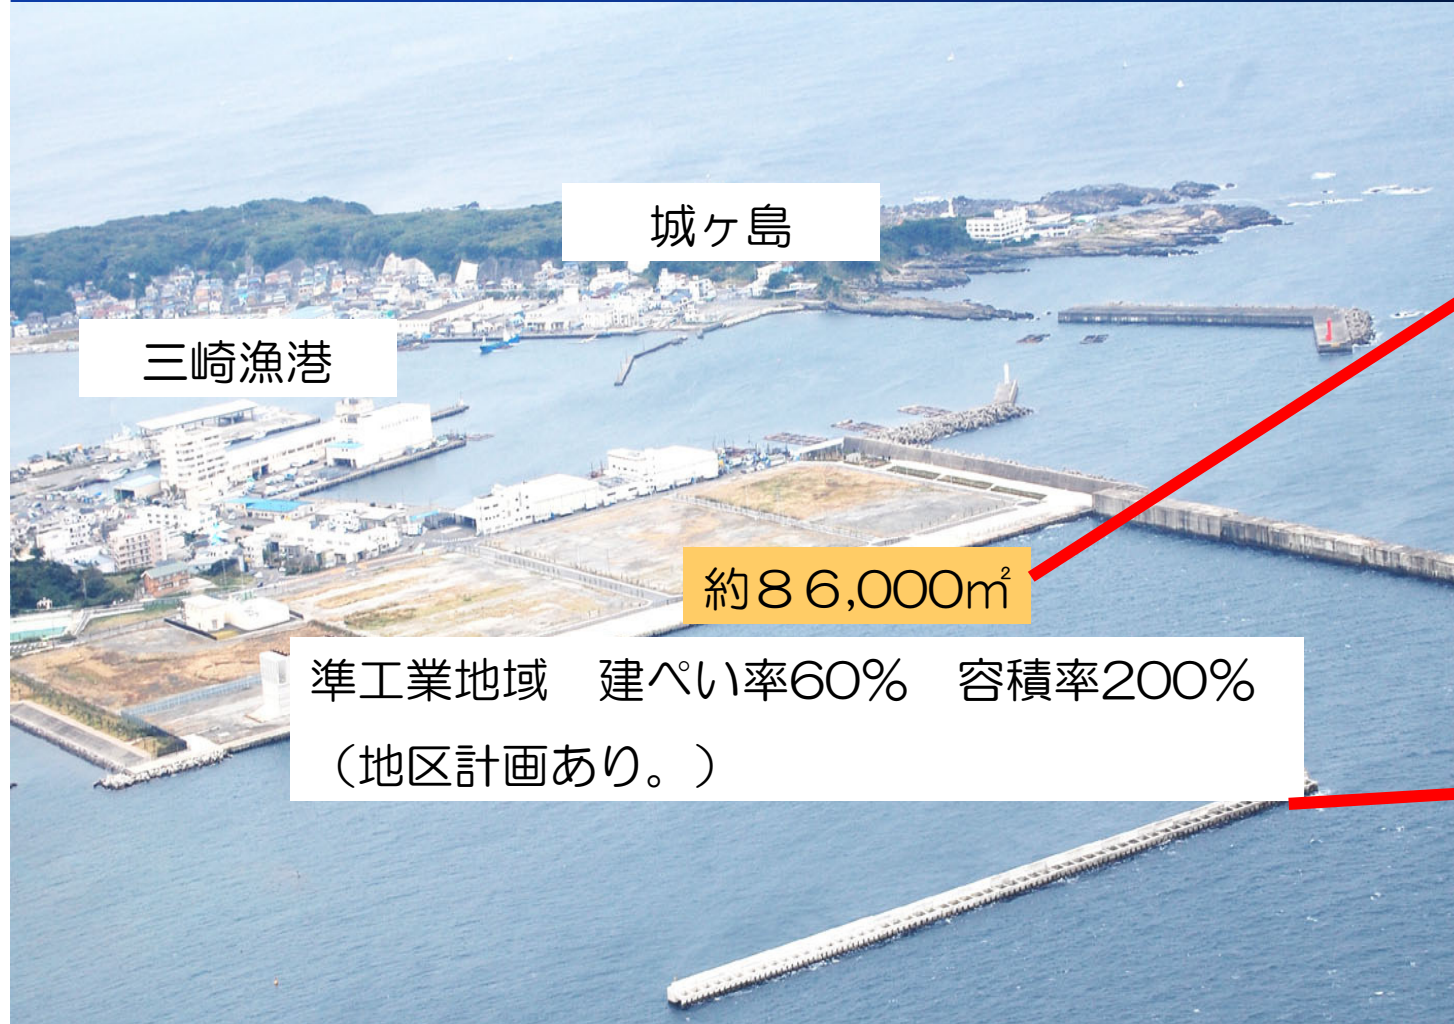 城ヶ島
三崎漁港
約８６,000㎡
準工業地域　建ぺい率60%　容積率200%
（地区計画あり。）